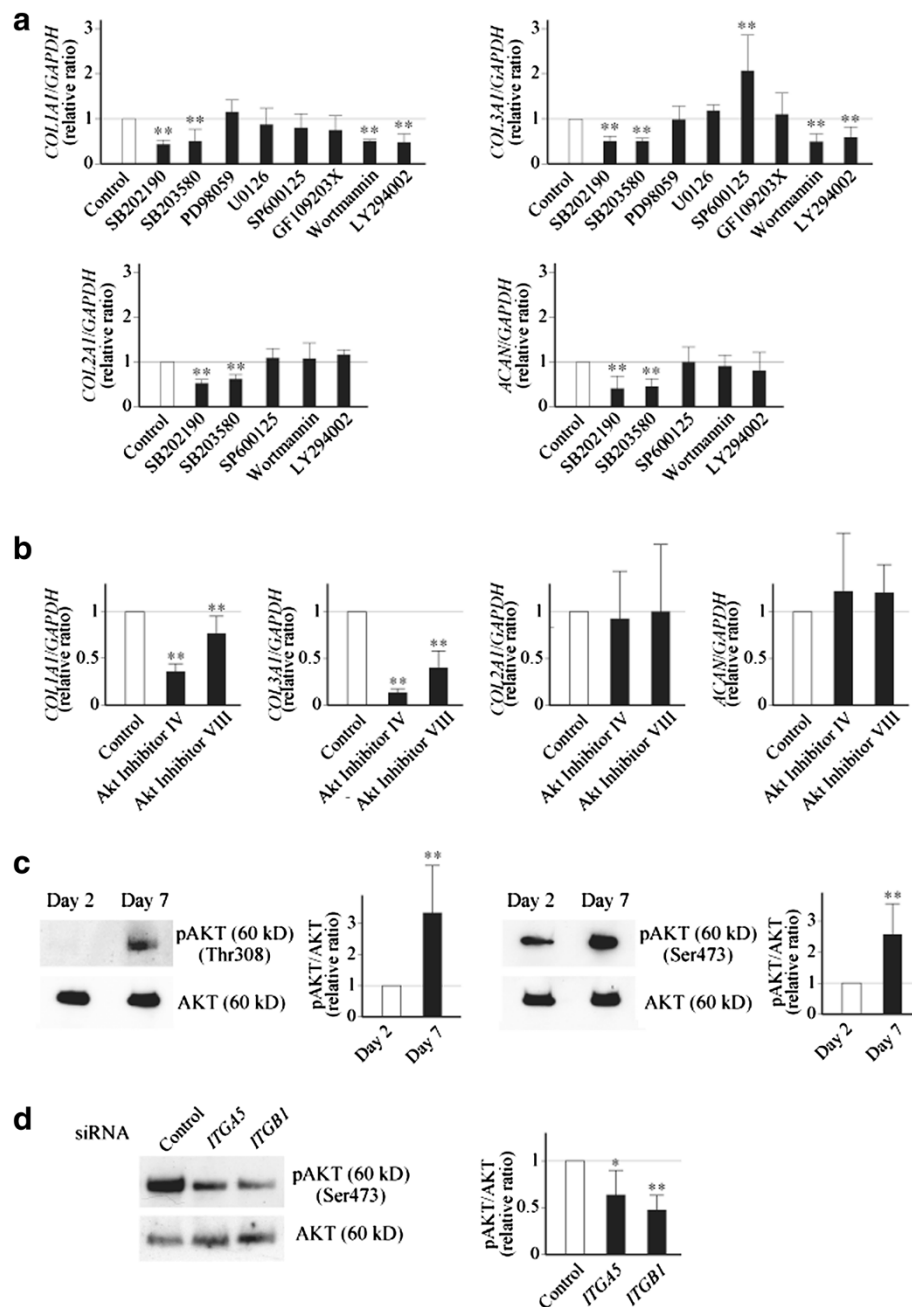 a
COL1A1/GAPDH
(relative ratio)
3
2
1
0
**
**
**
**
Control
SB202190
SB203580
PD98059
U0126
SP600125
GF109203X
Wortmannin
LY294002
COL3A1/GAPDH
(relative ratio)
3
2
1
0
**
**
**
**
**
Control
SB202190
SB203580
PD98059
U0126
SP600125
GF109203X
Wortmannin
LY294002
COL2A1/GAPDH
(relative ratio)
3
2
1
0
**
**
Control
SB202190
SB203580
SP600125
Wortmannin
LY294002
ACAN/GAPDH
(relative ratio)
3
2
1
0
**
**
Control
SB202190
SB203580
SP600125
Wortmannin
LY294002
b
COL1A1/GAPDH
(relative ratio)
1
0.5
0
**
**
Control
Akt Inhibitor IV
Akt Inhibitor VIII
COL3A1/GAPDH
(relative ratio)
1
0.5
0
**
**
Control
Akt Inhibitor IV
Akt Inhibitor VIII
COL2A1/GAPDH
(relative ratio)
1
0.5
0
Control
Akt Inhibitor IV
Akt Inhibitor VIII
ACAN/GAPDH
(relative ratio)
1
0.5
0
Control
Akt Inhibitor IV
Akt Inhibitor VIII
c
Day 2 Day 7
pAKT (60 kD)
(Thr308)
AKT (60 kD)
pAKT/AKT
(relative ratio)
3
2
1
0
**
Day 2
Day 7
Day 2 Day 7
pAKT (60 kD)
(Ser473)
AKT (60 kD)
pAKT/AKT
(relative ratio)
4
3
2
1
0
**
Day 2
Day 7
d
siRNA
Control
ITGA5
ITGB1
pAKT (60 kD)
(Ser473)
AKT (60 kD)
pAKT/AKT
(relative ratio)
1
0.5
0
*
**
Control
ITGA5
ITGB1